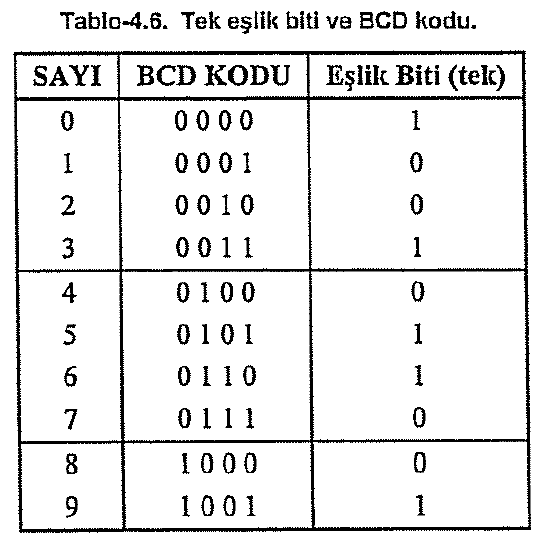 Tablo-4.6. Tek eşlik biti ve BCD kodu.
SAYI BCD KODU Eşlik Biti (tek)
0 0 0 0 0 1
1 0 0 0 1 0
2 0 0 1 0 0
3 0 0 1 1 1
4 0 1 0 0 0
5 0 1 0 1 1
6 0 1 1 0 1
7 0 1 1 1 0
8 1 0 0 0 0
9 1 0 0 1 1